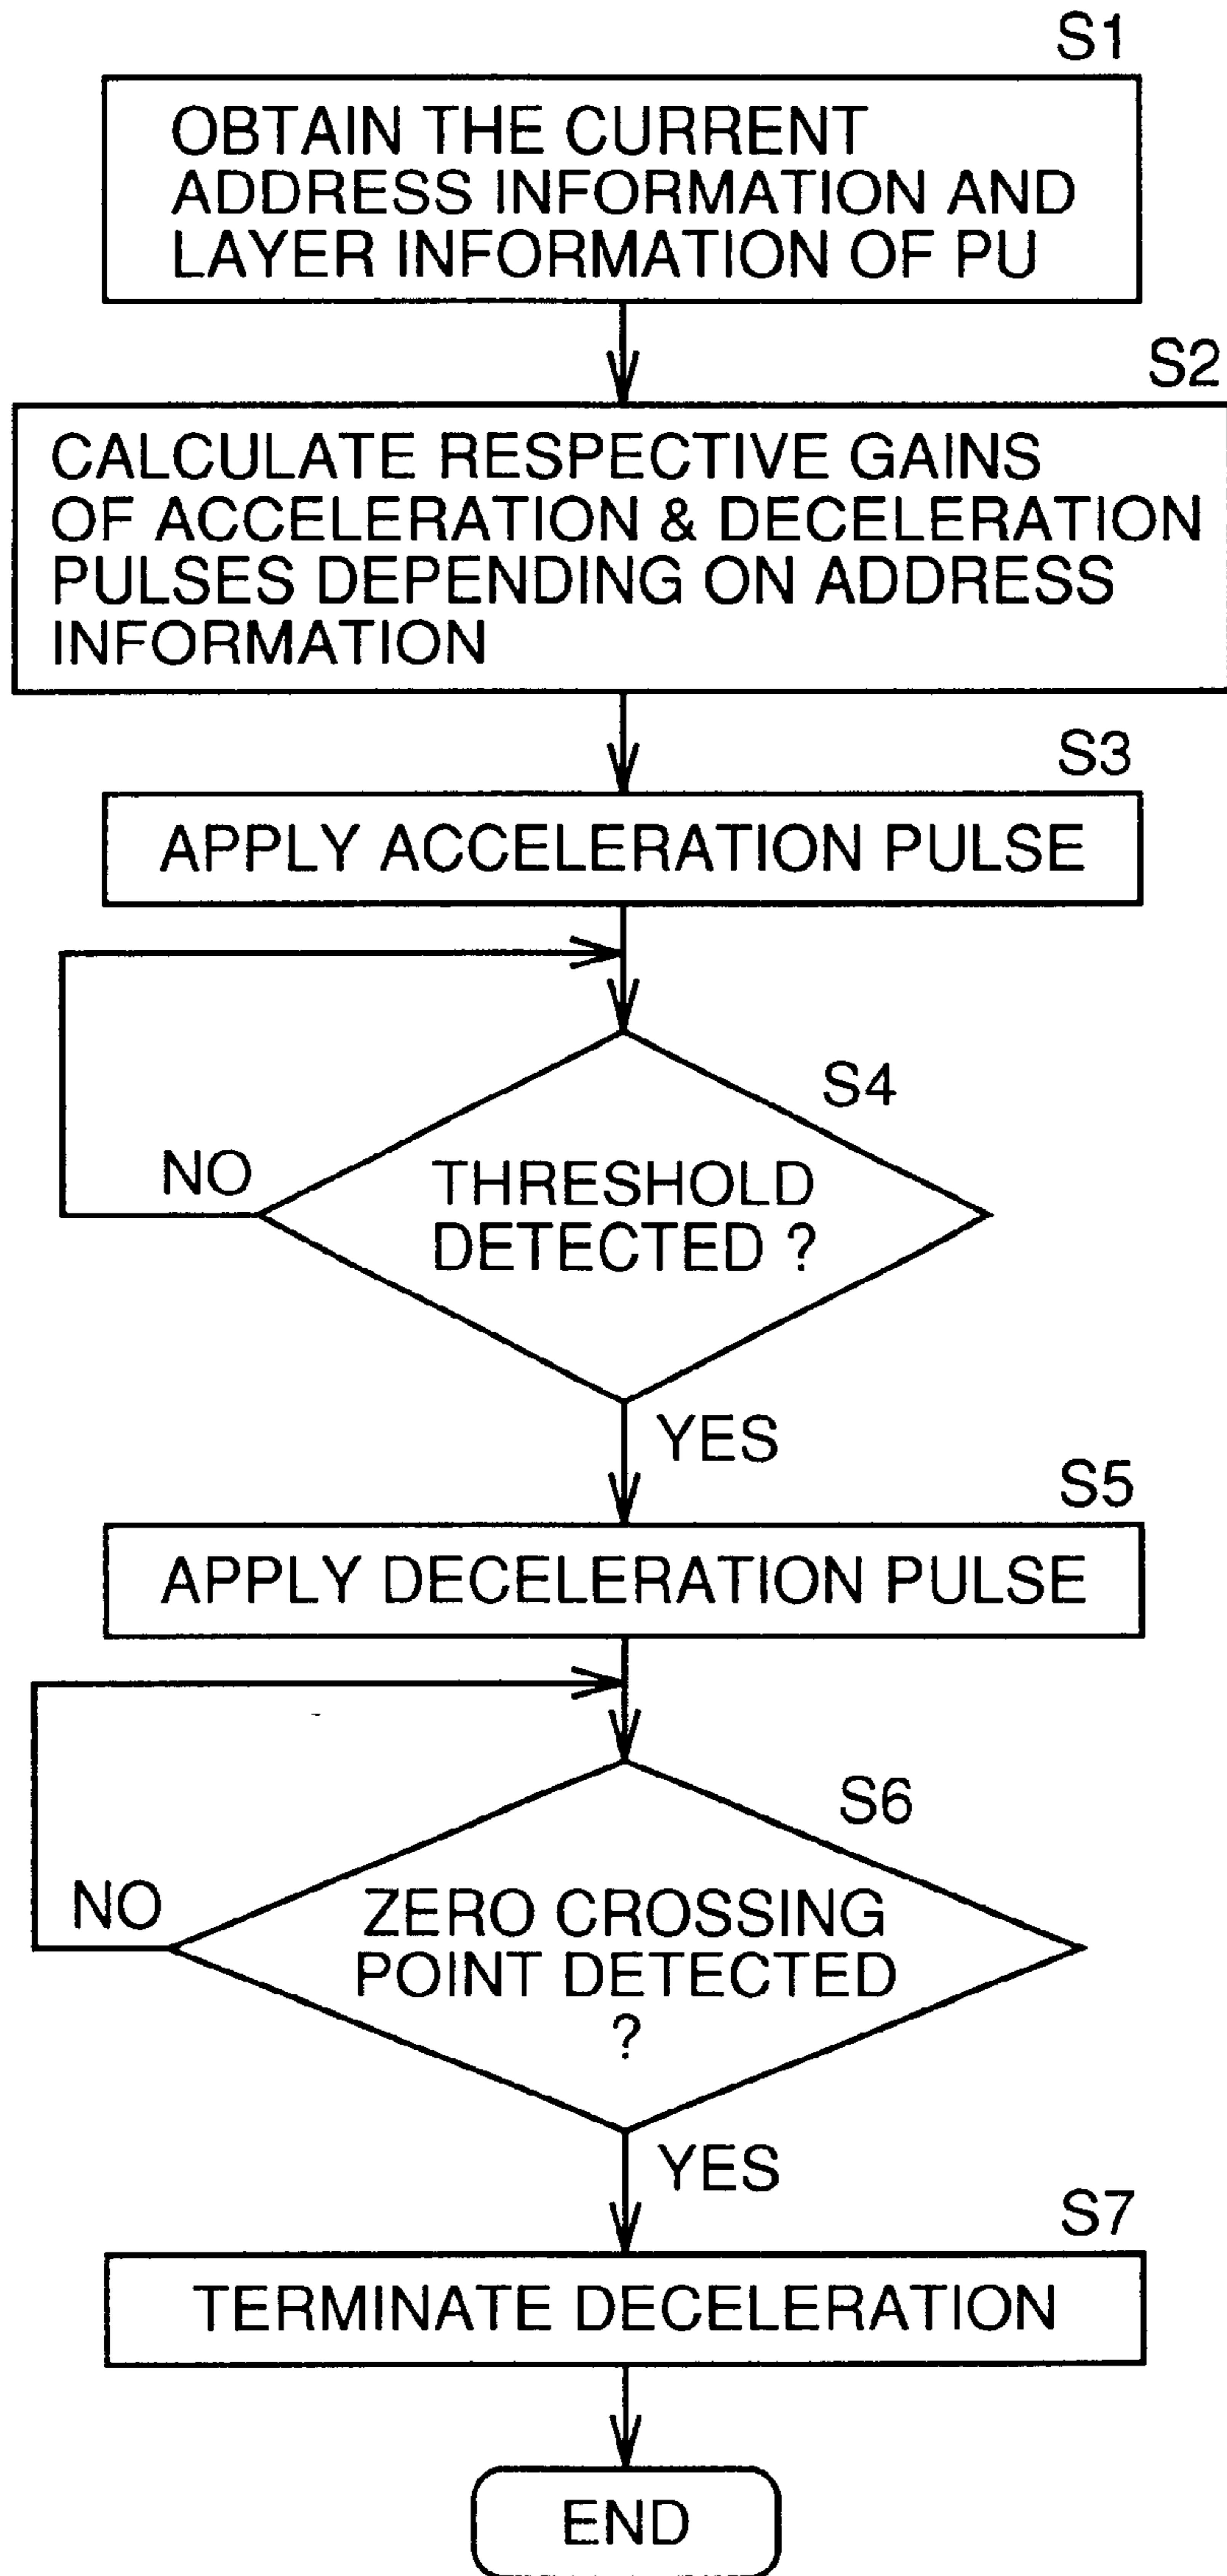 S1
OBTAIN THE CURRENT
ADDRESS INFORMATION AND
LAYER INFORMATION OF PU
S2
CALCULATE RESPECTIVE GAINS
OF ACCELERATION & DECELERATION
PULSES DEPENDING ON ADDRESS
INFORMATION
S3
APPLY ACCELERATION PULSE
S4
NO
THRESHOLD
DETECTED ?
YES
S5
APPLY DECELERATION PULSE
S6
NO
ZERO CROSSING
POINT DETECTED
?
YES
S7
TERMINATE DECELERATION
END